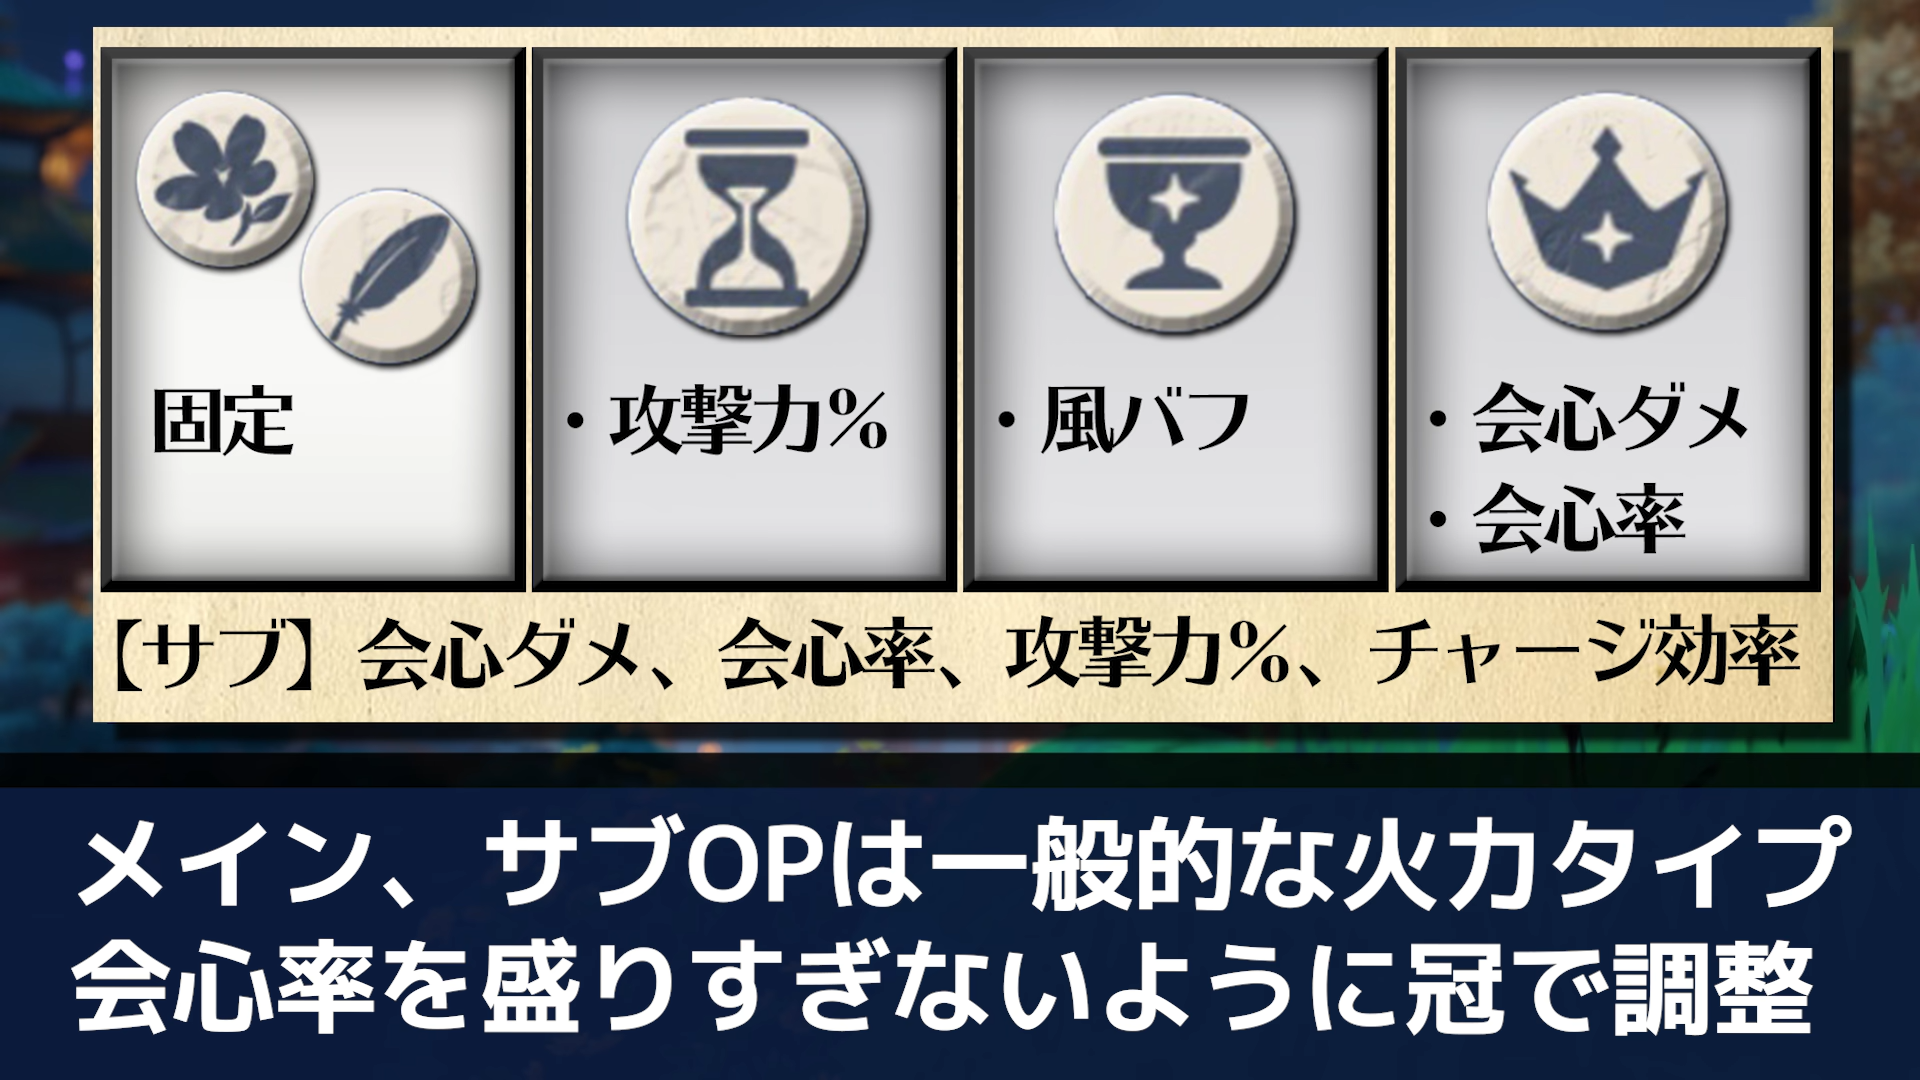 固定
・攻撃力%
・風バフ
・会心ダメ
・会心率
【サブ】会心ダメ、会心率、攻撃力%、チャージ効率
メイン、サブOPは一般的な火力タイプ
会心率を盛りすぎないように冠で調整